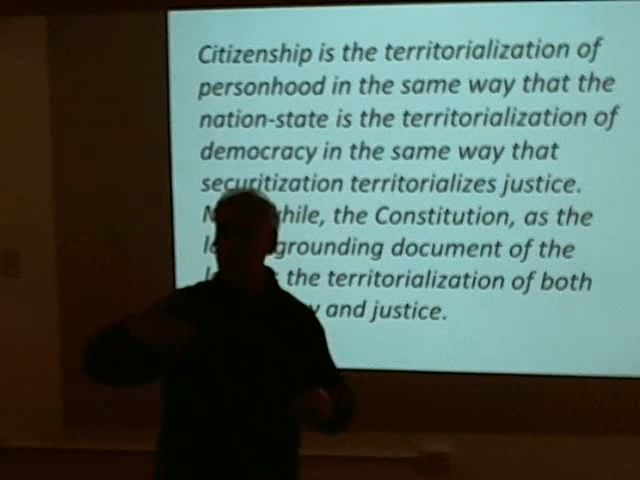 Citizenship is the territorialization of
personhood in the same way that the
nation-state is the territorialization of
democracy in the same way that
securitization territorializes justice.
the Constitution, as the
grounding document of the
the territorialization of both
and justice.